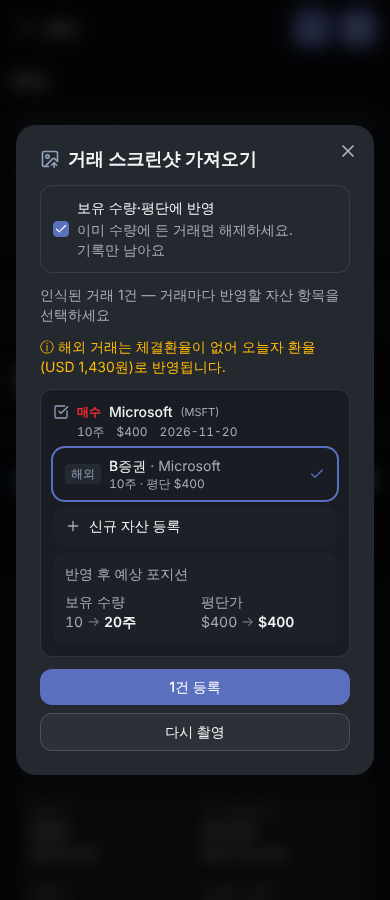 거래 스크린샷 가져오기
보유 수량·평단에 반영
이미 수량에 든 거래면 해제하세요.
기록만 남아요
인식된 거래 1건 — 거래마다 반영할 자산 항목을
선택하세요
ⓘ 해외 거래는 체결환율이 없어 오늘자 환율
(USD 1,430원)로 반영됩니다.
매수 Microsoft (MSFT)
10주 $400 2026-11-20
해외 B증권 · Microsoft
10주 · 평단 $400
신규 자산 등록
반영 후 예상 포지션
보유 수량 평단가
10 → 20주 $400 → $400
1건 등록
다시 촬영